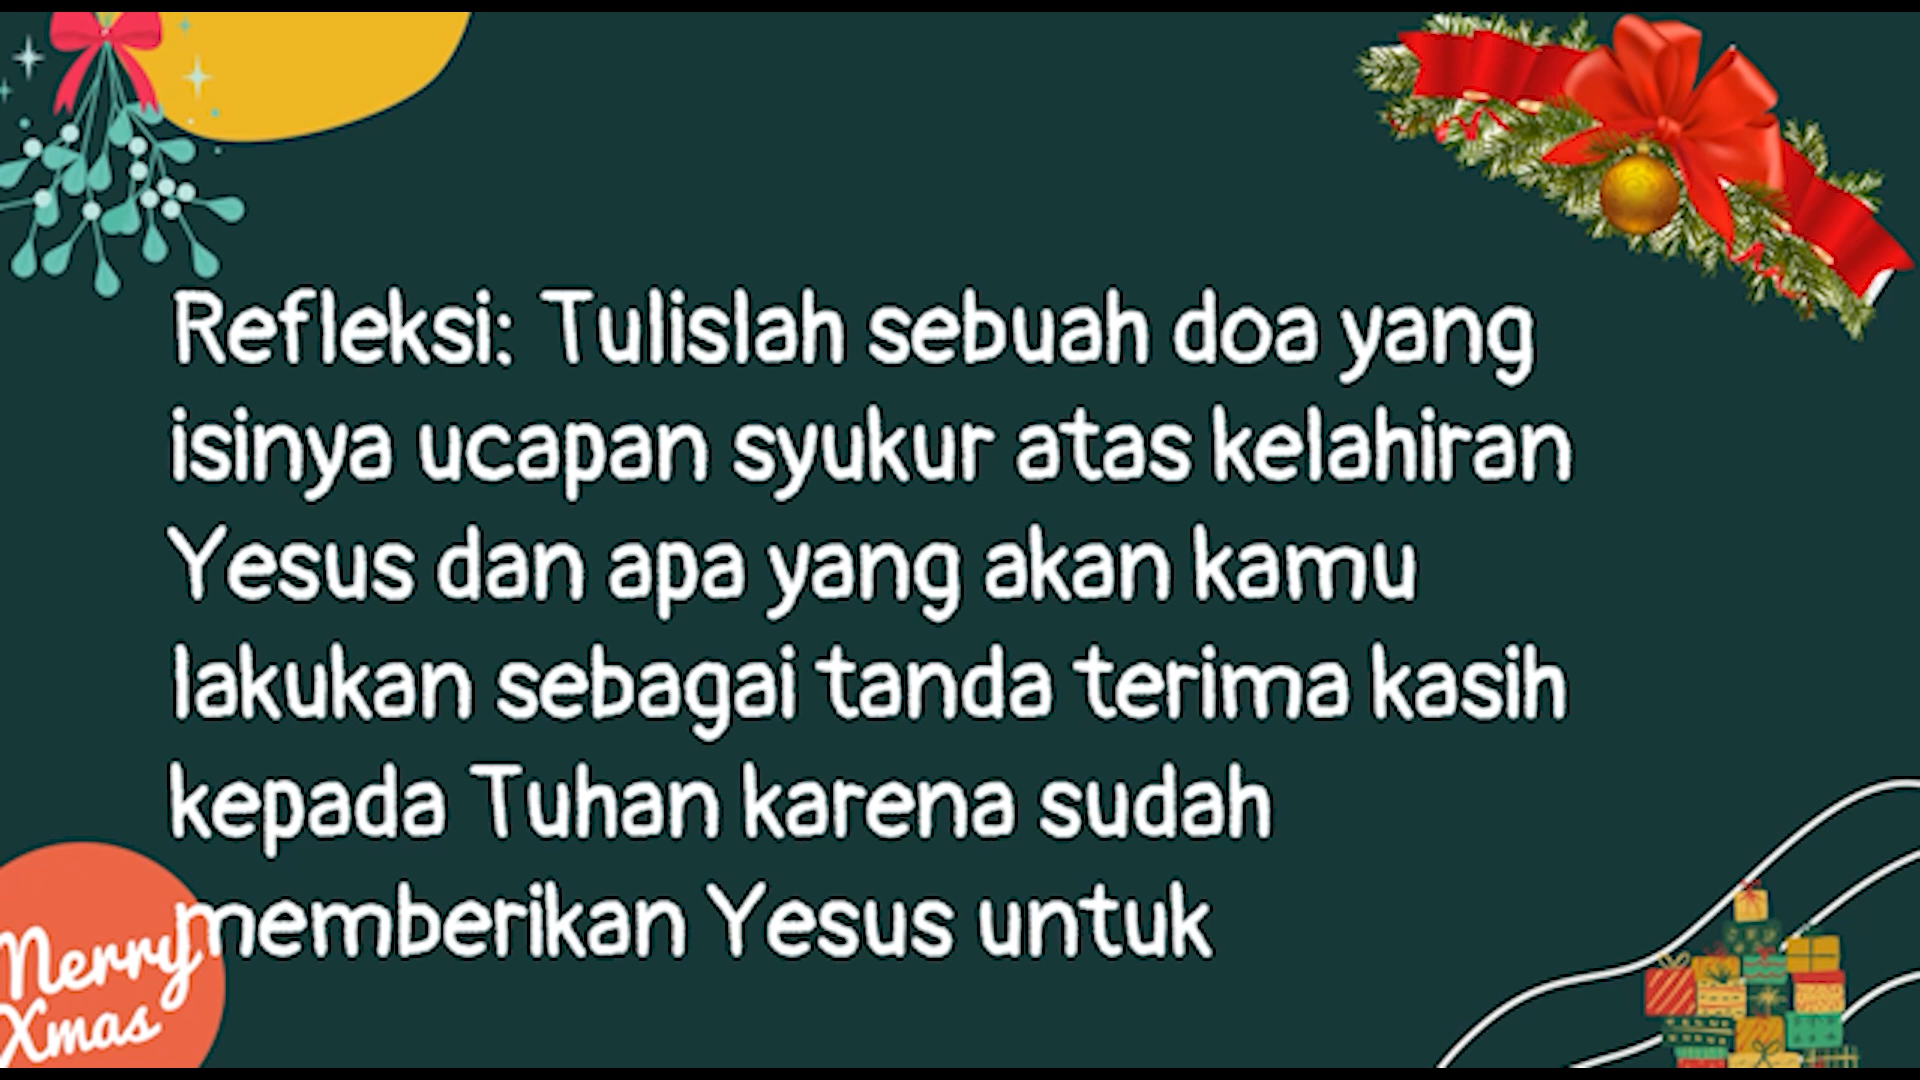 Refleksi: Tulislah sebuah doa yang
isinya ucapan syukur atas kelahiran
Yesus dan apa yang akan kamu
lakukan sebagai tanda terima kasih
kepada Tuhan karena sudah
memberikan Yesus untuk
Merry
Xmas